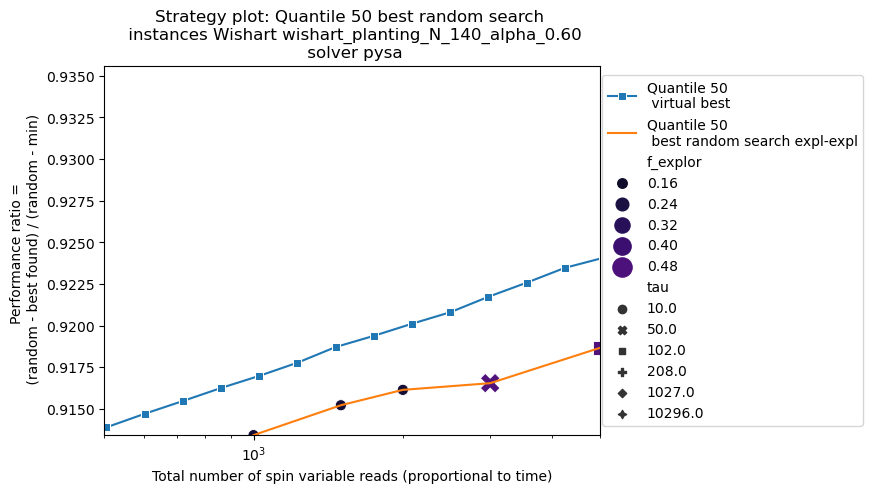 Strategy plot: Quantile 50 best random search
instances Wishart wishart_planting_N_140_alpha_0.60
solver pysa
0.9350
0.9325
0.9300
0.9275
0.9250
0.9225
0.9200
0.9175
0.9150
Performance ratio =
(random - best found) / (random - min)
10³
Total number of spin variable reads (proportional to time)
Quantile 50
virtual best
Quantile 50
best random search expl-expl
f_explor
0.16
0.24
0.32
0.40
0.48
tau
10.0
50.0
102.0
208.0
1027.0
10296.0